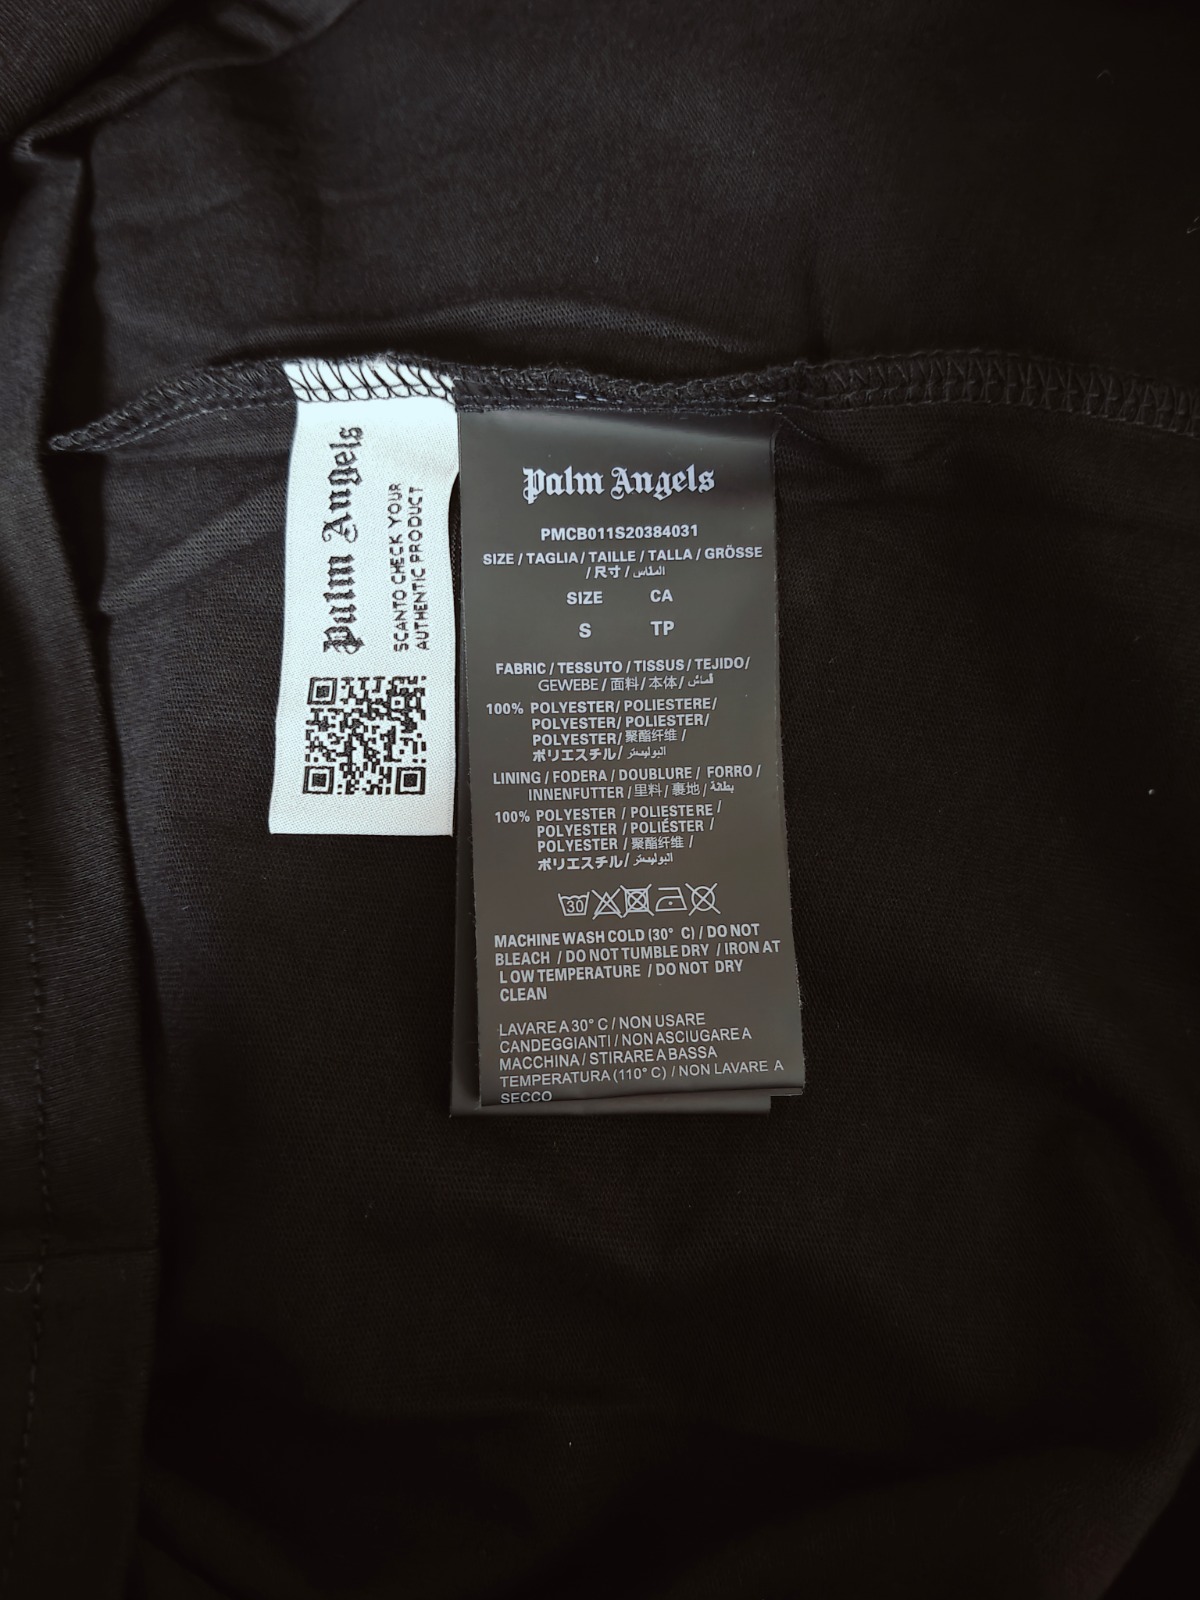 Palm Angels
SCANTO CHECK YOUR
AUTHENTIC PRODUCT
Palm Angels
PMCB011S20384031
SIZE / TAGLIA / TAILLE / TALLA / GRÖSSE
/ 尺寸 / المقاس
SIZE CA
S TP
FABRIC / TESSUTO / TISSUS / TEJIDO/
GEWEBE / 面料 / 本体 / قماش
100% POLYESTER/ POLIESTERE/
POLYESTER/ POLIESTER/
POLYESTER/ 聚酯纤维 /
ポリエステル/ البوليستر
LINING / FODERA / DOUBLURE / FORRO /
INNENFUTTER / 里料 / 裏地 / بطانة
100% POLYESTER / POLIESTERE /
POLYESTER / POLIÉSTER /
POLYESTER / 聚酯纤维 /
ポリエスチル/ البوليستر
30
MACHINE WASH COLD (30° C) / DO NOT
BLEACH / DO NOT TUMBLE DRY / IRON AT
LOW TEMPERATURE / DO NOT DRY
CLEAN
LAVARE A 30° C / NON USARE
CANDEGGIANTI / NON ASCIUGARE A
MACCHINA / STIRARE A BASSA
TEMPERATURA (110° C) / NON LAVARE A
SECCO